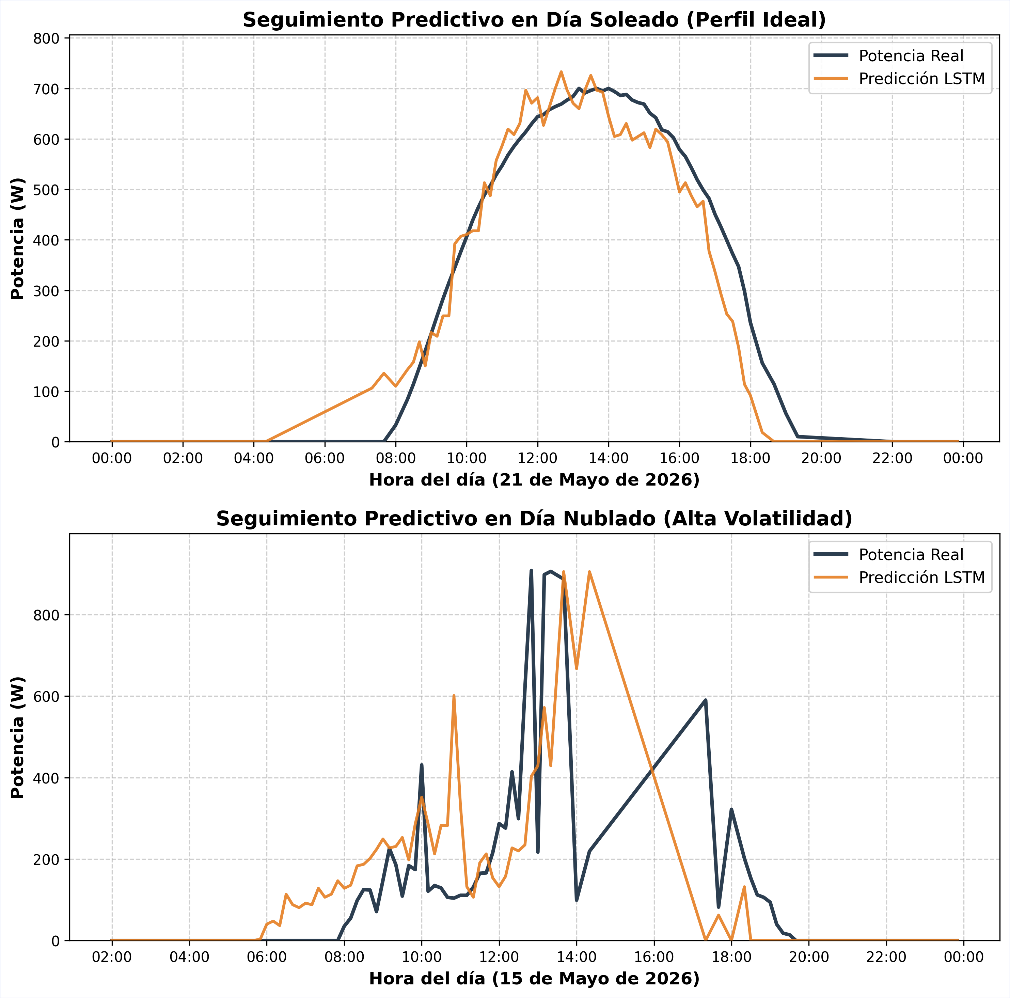 Seguimiento Predictivo en Día Soleado (Perfil Ideal)
Potencia Real
Predicción LSTM
Potencia (W)
800
700
600
500
400
300
200
100
0
00:00 02:00 04:00 06:00 08:00 10:00 12:00 14:00 16:00 18:00 20:00 22:00 00:00
Hora del día (21 de Mayo de 2026)
Seguimiento Predictivo en Día Nublado (Alta Volatilidad)
Potencia Real
Predicción LSTM
Potencia (W)
800
600
400
200
0
02:00 04:00 06:00 08:00 10:00 12:00 14:00 16:00 18:00 20:00 22:00 00:00
Hora del día (15 de Mayo de 2026)